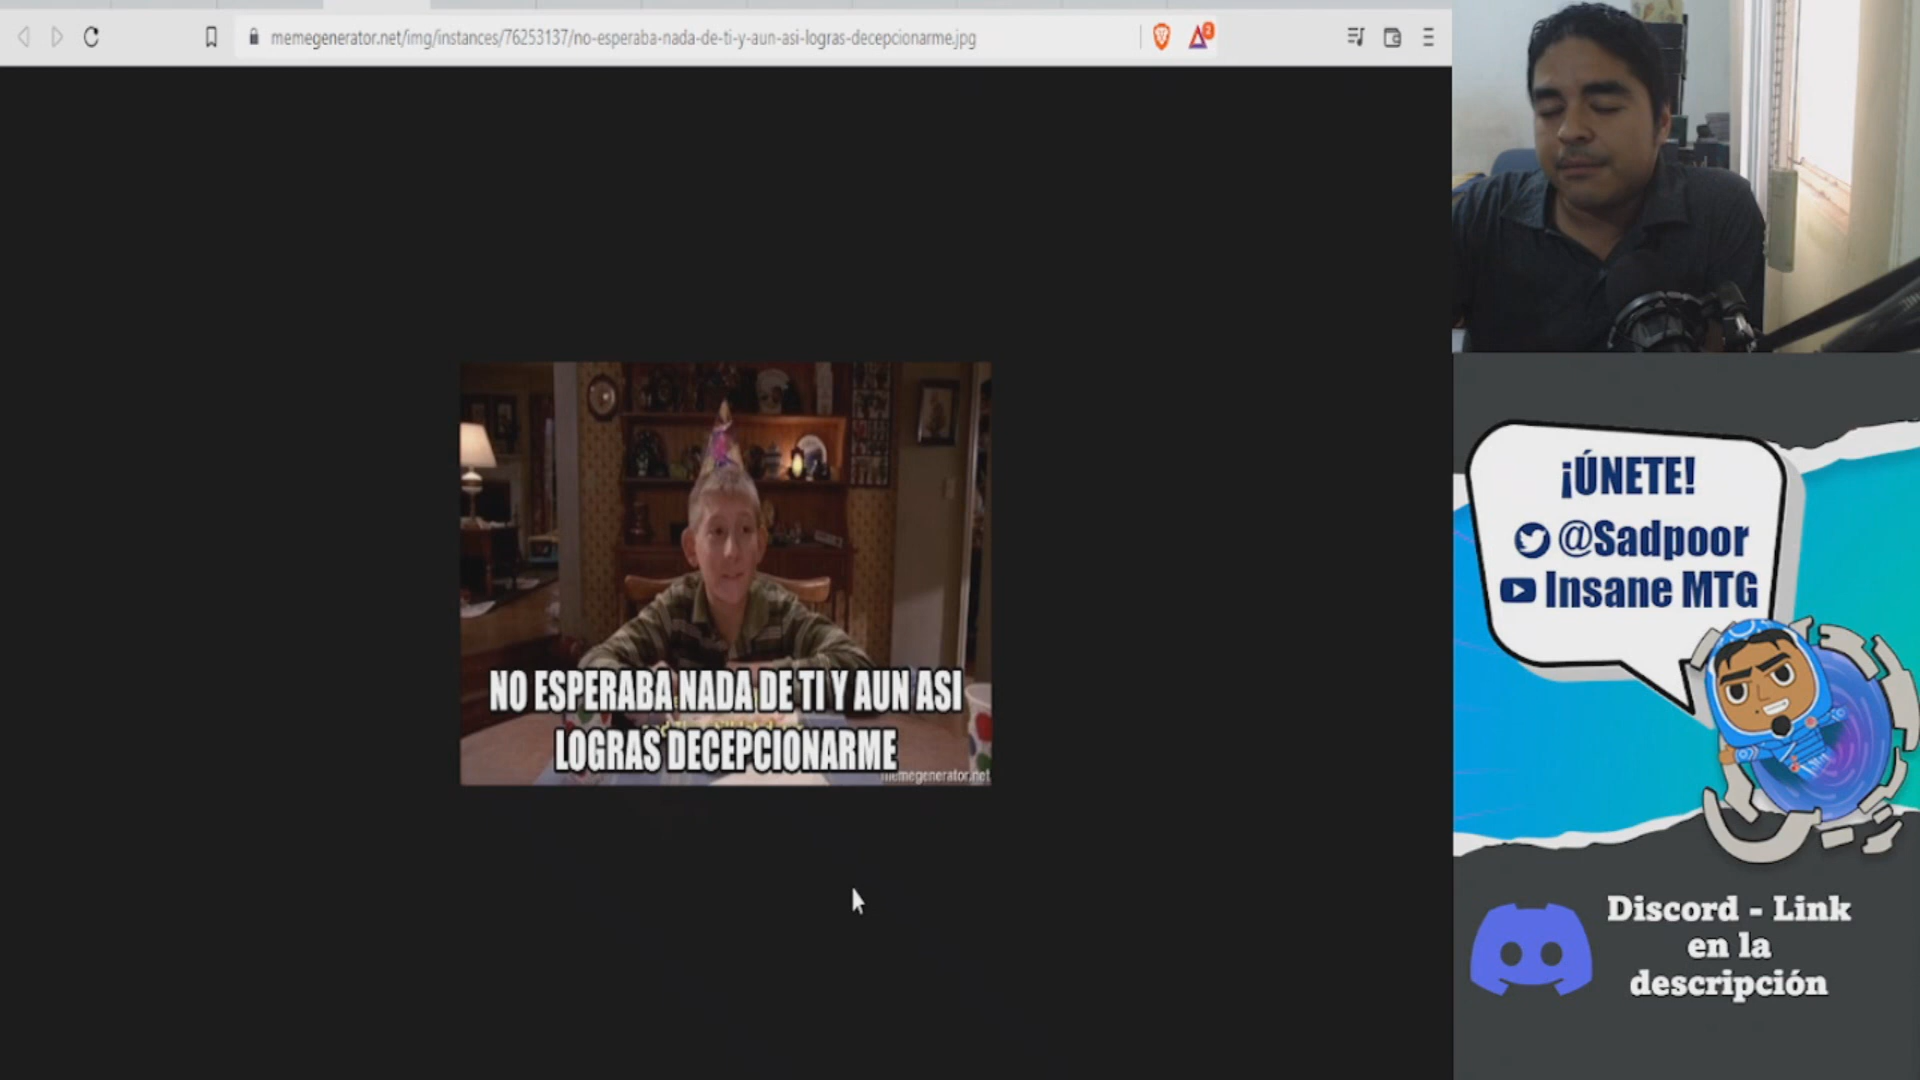 memegenerator.net/img/instances/76253137/no-esperaba-nada-de-ti-y-aun-asi-logras-decepcionarme.jpg
2
NO ESPERABA NADA DE TI Y AUN ASI
LOGRAS DECEPCIONARME
memegenerator.net
¡ÚNETE!
@Sadpoor
Insane MTG
Discord - Link
en la
descripción